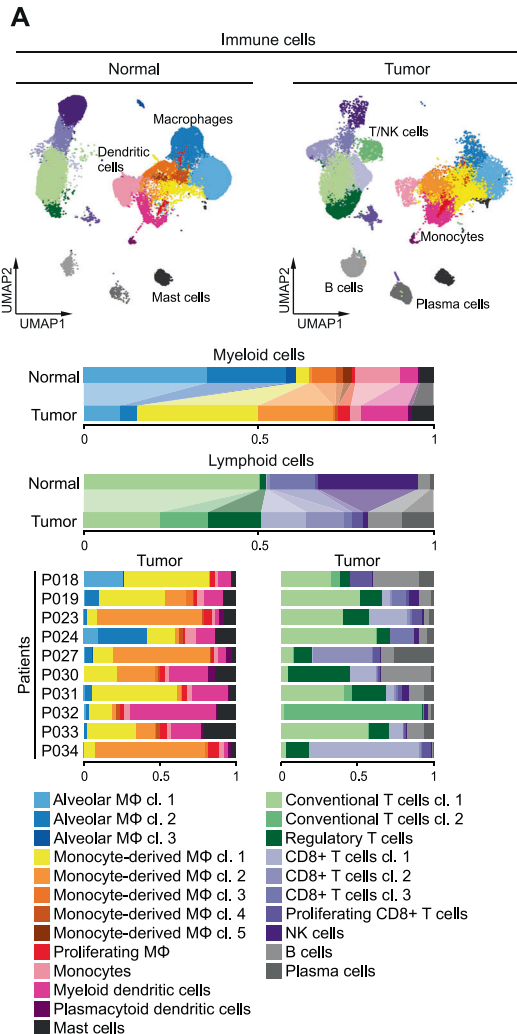 A
Immune cells
Normal
Tumor
Macrophages
Dendritic
cells
T/NK cells
Monocytes
Mast cells
B cells
Plasma cells
UMAP2
UMAP1
UMAP2
UMAP1
Myeloid cells
Normal
Tumor
0 0.5 1
Lymphoid cells
Normal
Tumor
0 0.5 1
Tumor
Tumor
Patients
P018
P019
P023
P024
P027
P030
P031
P032
P033
P034
0 0.5 1
0 0.5 1
Alveolar MΦ cl. 1
Alveolar MΦ cl. 2
Alveolar MΦ cl. 3
Monocyte-derived MΦ cl. 1
Monocyte-derived MΦ cl. 2
Monocyte-derived MΦ cl. 3
Monocyte-derived MΦ cl. 4
Monocyte-derived MΦ cl. 5
Proliferating MΦ
Monocytes
Myeloid dendritic cells
Plasmacytoid dendritic cells
Mast cells
Conventional T cells cl. 1
Conventional T cells cl. 2
Regulatory T cells
CD8+ T cells cl. 1
CD8+ T cells cl. 2
CD8+ T cells cl. 3
Proliferating CD8+ T cells
NK cells
B cells
Plasma cells